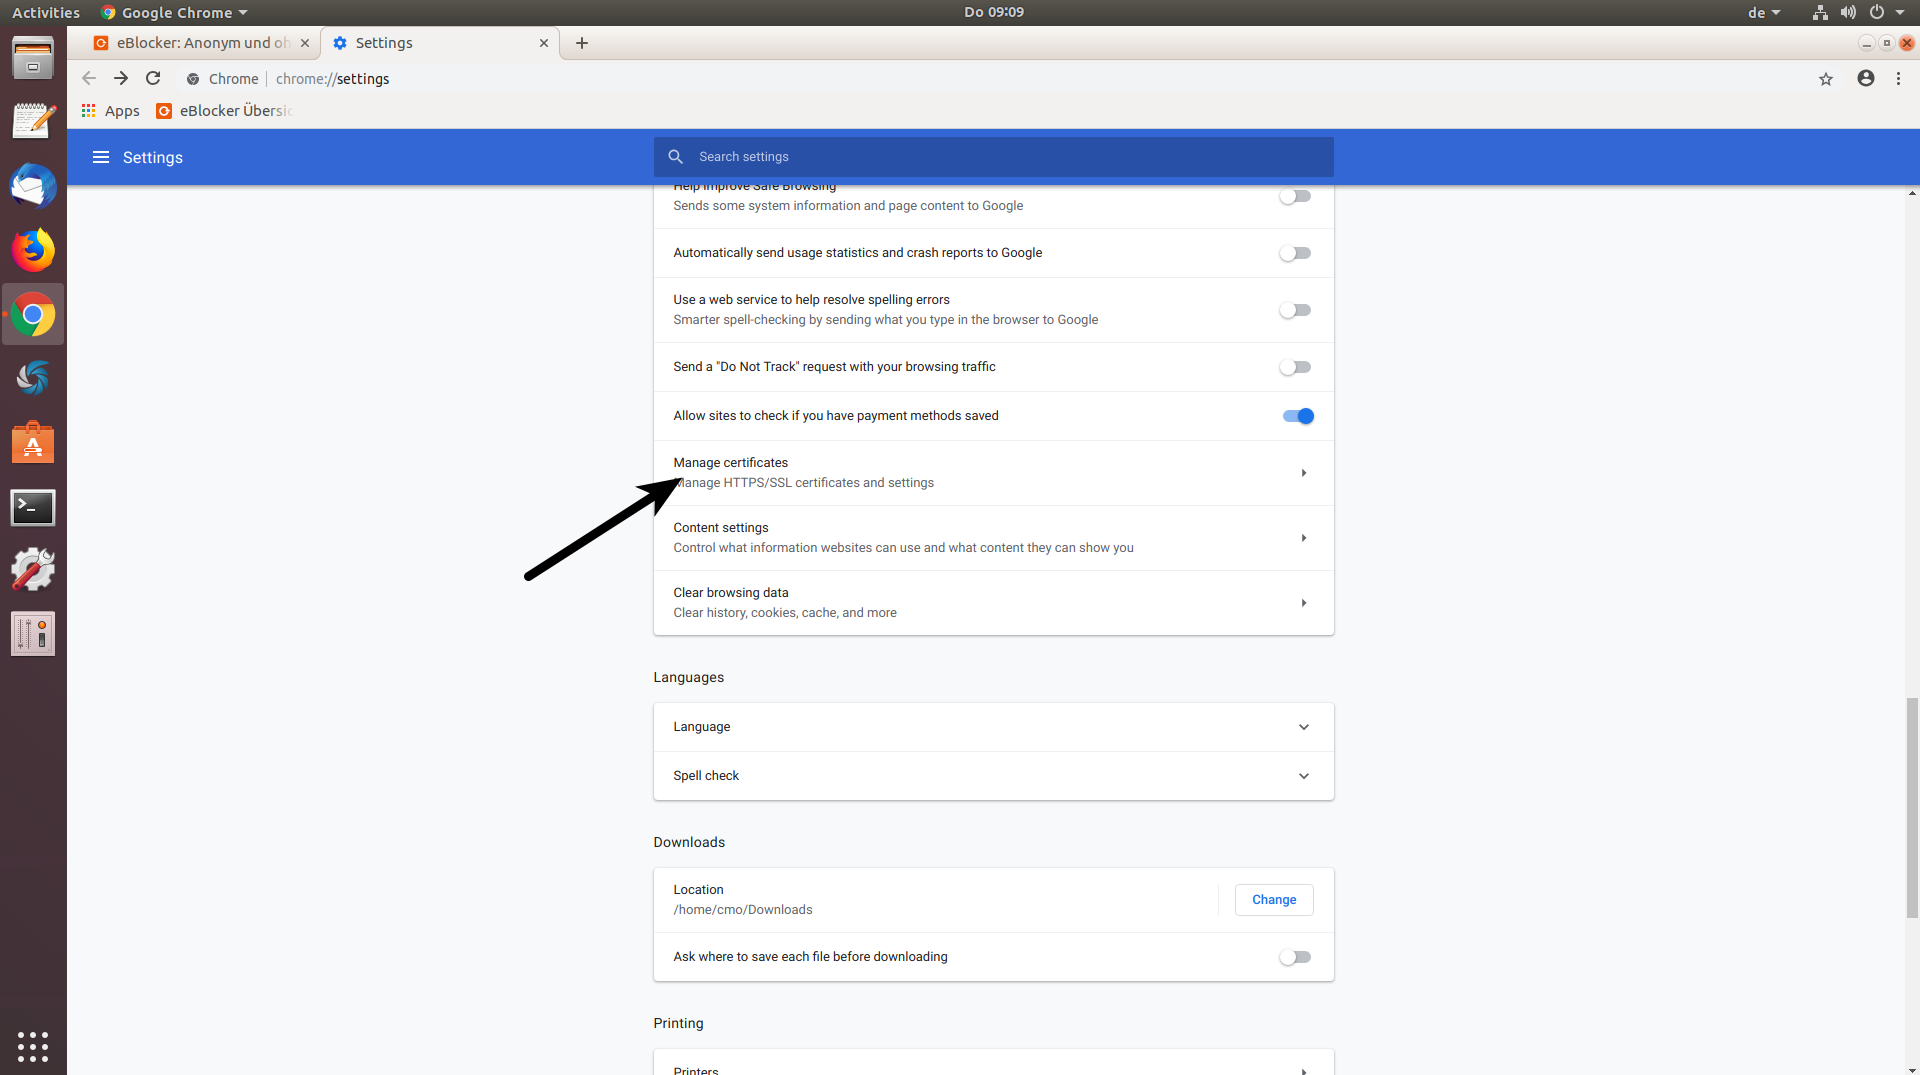 Activities
Google Chrome
Do 09:09
de
eBlocker: Anonym und oh
Settings
Chrome
chrome://settings
Apps
eBlocker Übersic
Settings
Search settings
Help improve Safe Browsing
Sends some system information and page content to Google
Automatically send usage statistics and crash reports to Google
Use a web service to help resolve spelling errors
Smarter spell-checking by sending what you type in the browser to Google
Send a "Do Not Track" request with your browsing traffic
Allow sites to check if you have payment methods saved
Manage certificates
Manage HTTPS/SSL certificates and settings
Content settings
Control what information websites can use and what content they can show you
Clear browsing data
Clear history, cookies, cache, and more
Languages
Language
Spell check
Downloads
Location
/home/cmo/Downloads
Change
Ask where to save each file before downloading
Printing
Printers